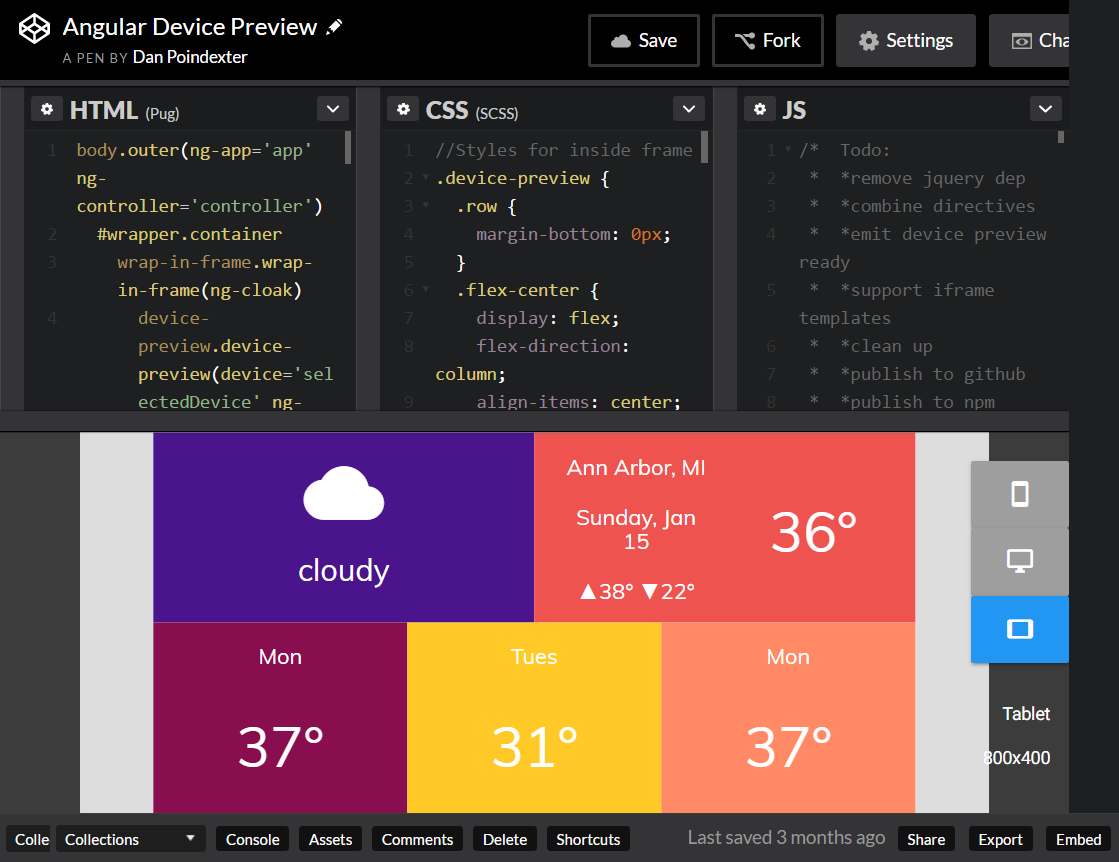 Angular Device Preview
A PEN BY Dan Poindexter
Save
Fork
Settings
Cha
HTML (Pug)
1 body.outer(ng-app='app'
ng-
controller='controller')
2 #wrapper.container
3 wrap-in-frame.wrap-
in-frame(ng-cloak)
4 device-
preview.device-
preview(device='sel
ectedDevice' ng-
CSS (SCSS)
1 //Styles for inside frame
2 .device-preview {
3 .row {
4 margin-bottom: 0px;
5 }
6 .flex-center {
7 display: flex;
8 flex-direction:
column;
9 align-items: center;
JS
1 /* Todo:
2 * *remove jquery dep
3 * *combine directives
4 * *emit device preview
ready
5 * *support iframe
templates
6 * *clean up
7 * *publish to github
8 * *publish to npm
cloudy
Ann Arbor, MI
Sunday, Jan
15
▲38° ▼22°
36°
Mon
37°
Tues
31°
Mon
37°
Tablet
800x400
Colle
Collections
Console
Assets
Comments
Delete
Shortcuts
Last saved 3 months ago
Share
Export
Embed